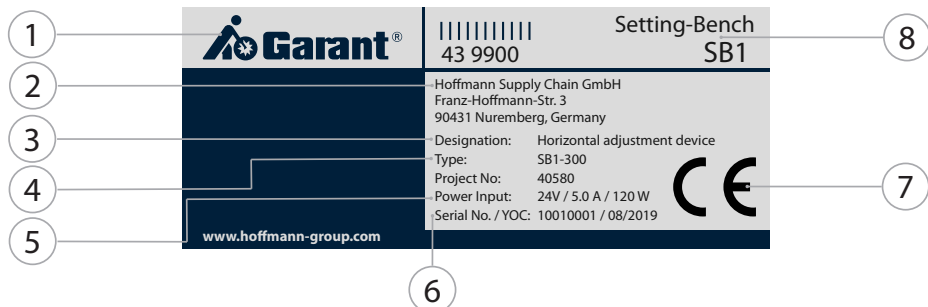 1
2
3
4
5
6
7
8
Garant®
43 9900
Setting-Bench
SB1
Hoffmann Supply Chain GmbH
Franz-Hoffmann-Str. 3
90431 Nuremberg, Germany
Designation: Horizontal adjustment device
Type: SB1-300
Project No: 40580
Power Input: 24V / 5.0 A / 120 W
Serial No. / YOC: 10010001 / 08/2019
CE
www.hoffmann-group.com